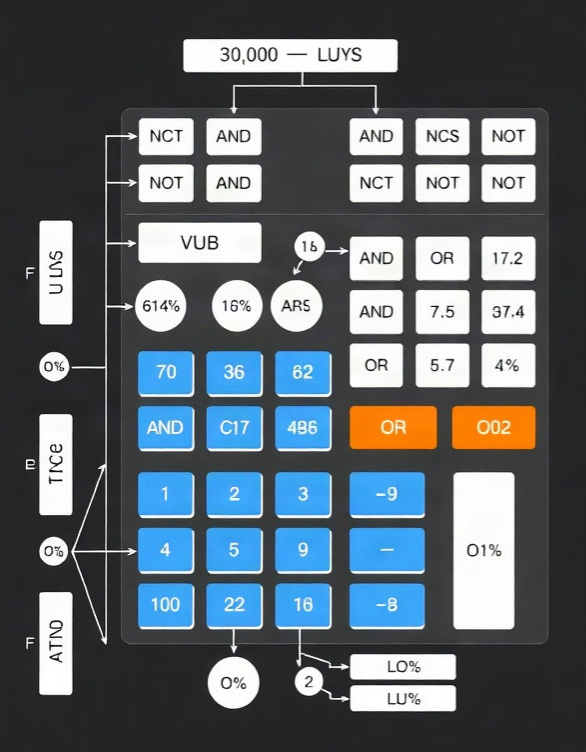 30,000 — LUYS
NCT AND AND NCS NOT
NOT AND NCT NOT NOT
VUB 16 AND OR 17.2
614% 16% ARS AND 7.5 37.4
70 36 62 OR 5.7 4%
AND C17 486 OR O02
1 2 3 -9
4 5 9 — O1%
100 22 16 -8
0%
0%
O% 2 LO%
LU%